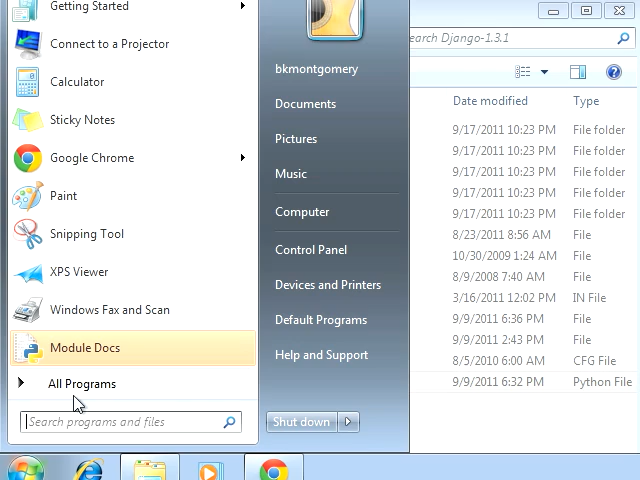 Getting Started
Connect to a Projector
Calculator
Sticky Notes
Google Chrome
Paint
Snipping Tool
XPS Viewer
Windows Fax and Scan
Module Docs
All Programs
Search programs and files
bkmontgomery
Documents
Pictures
Music
Computer
Control Panel
Devices and Printers
Default Programs
Help and Support
Shut down
earch Django-1.3.1
Date modified Type
9/17/2011 10:23 PM File folder
9/17/2011 10:23 PM File folder
9/17/2011 10:23 PM File folder
9/17/2011 10:23 PM File folder
9/17/2011 10:23 PM File folder
8/23/2011 8:56 AM File
10/30/2009 1:24 AM File
8/9/2008 7:40 AM File
3/16/2011 12:02 PM IN File
9/9/2011 6:36 PM File
9/9/2011 2:43 PM File
8/5/2010 6:00 AM CFG File
9/9/2011 6:32 PM Python File